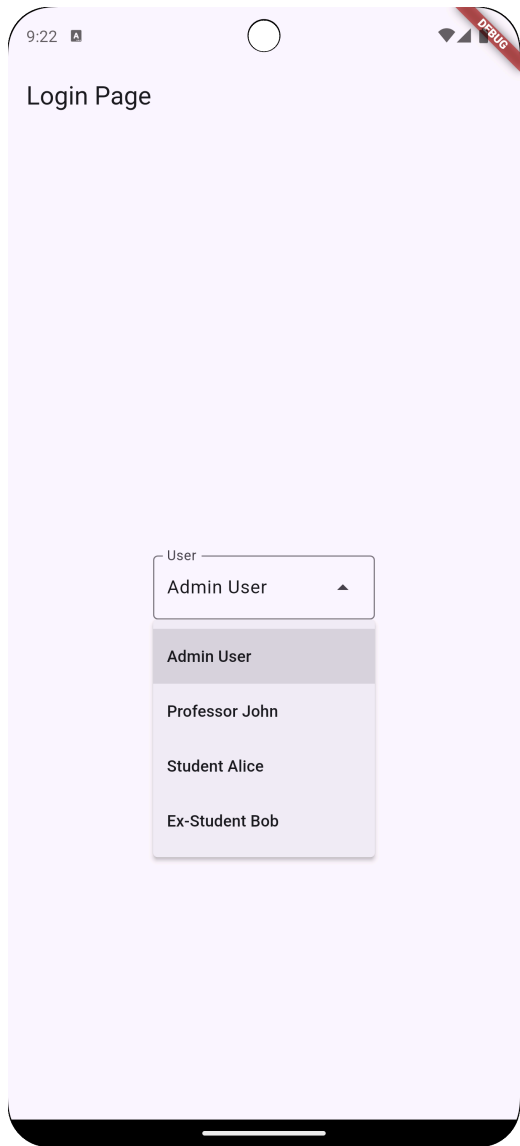 9:22
A
DEBUG
Login Page
User
Admin User
Admin User
Professor John
Student Alice
Ex-Student Bob